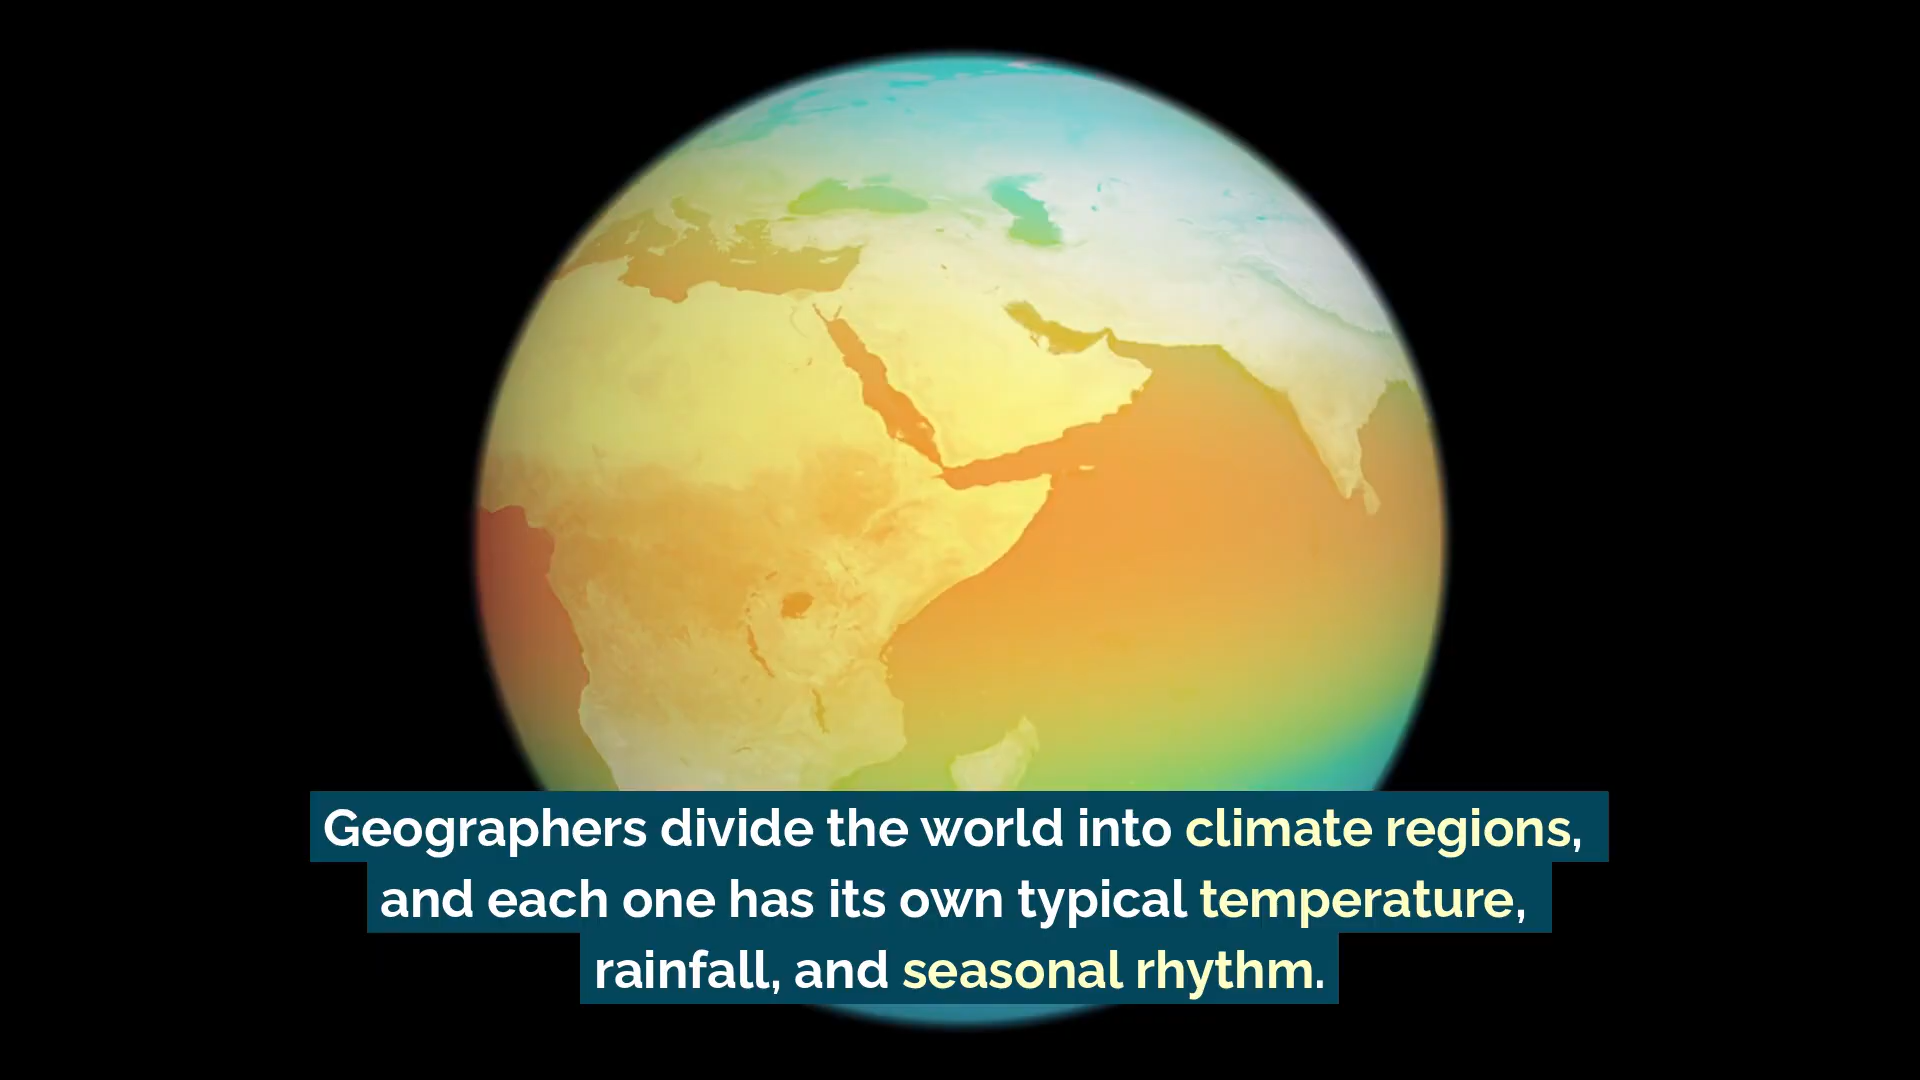 Geographers divide the world into climate regions,
and each one has its own typical temperature,
rainfall, and seasonal rhythm.